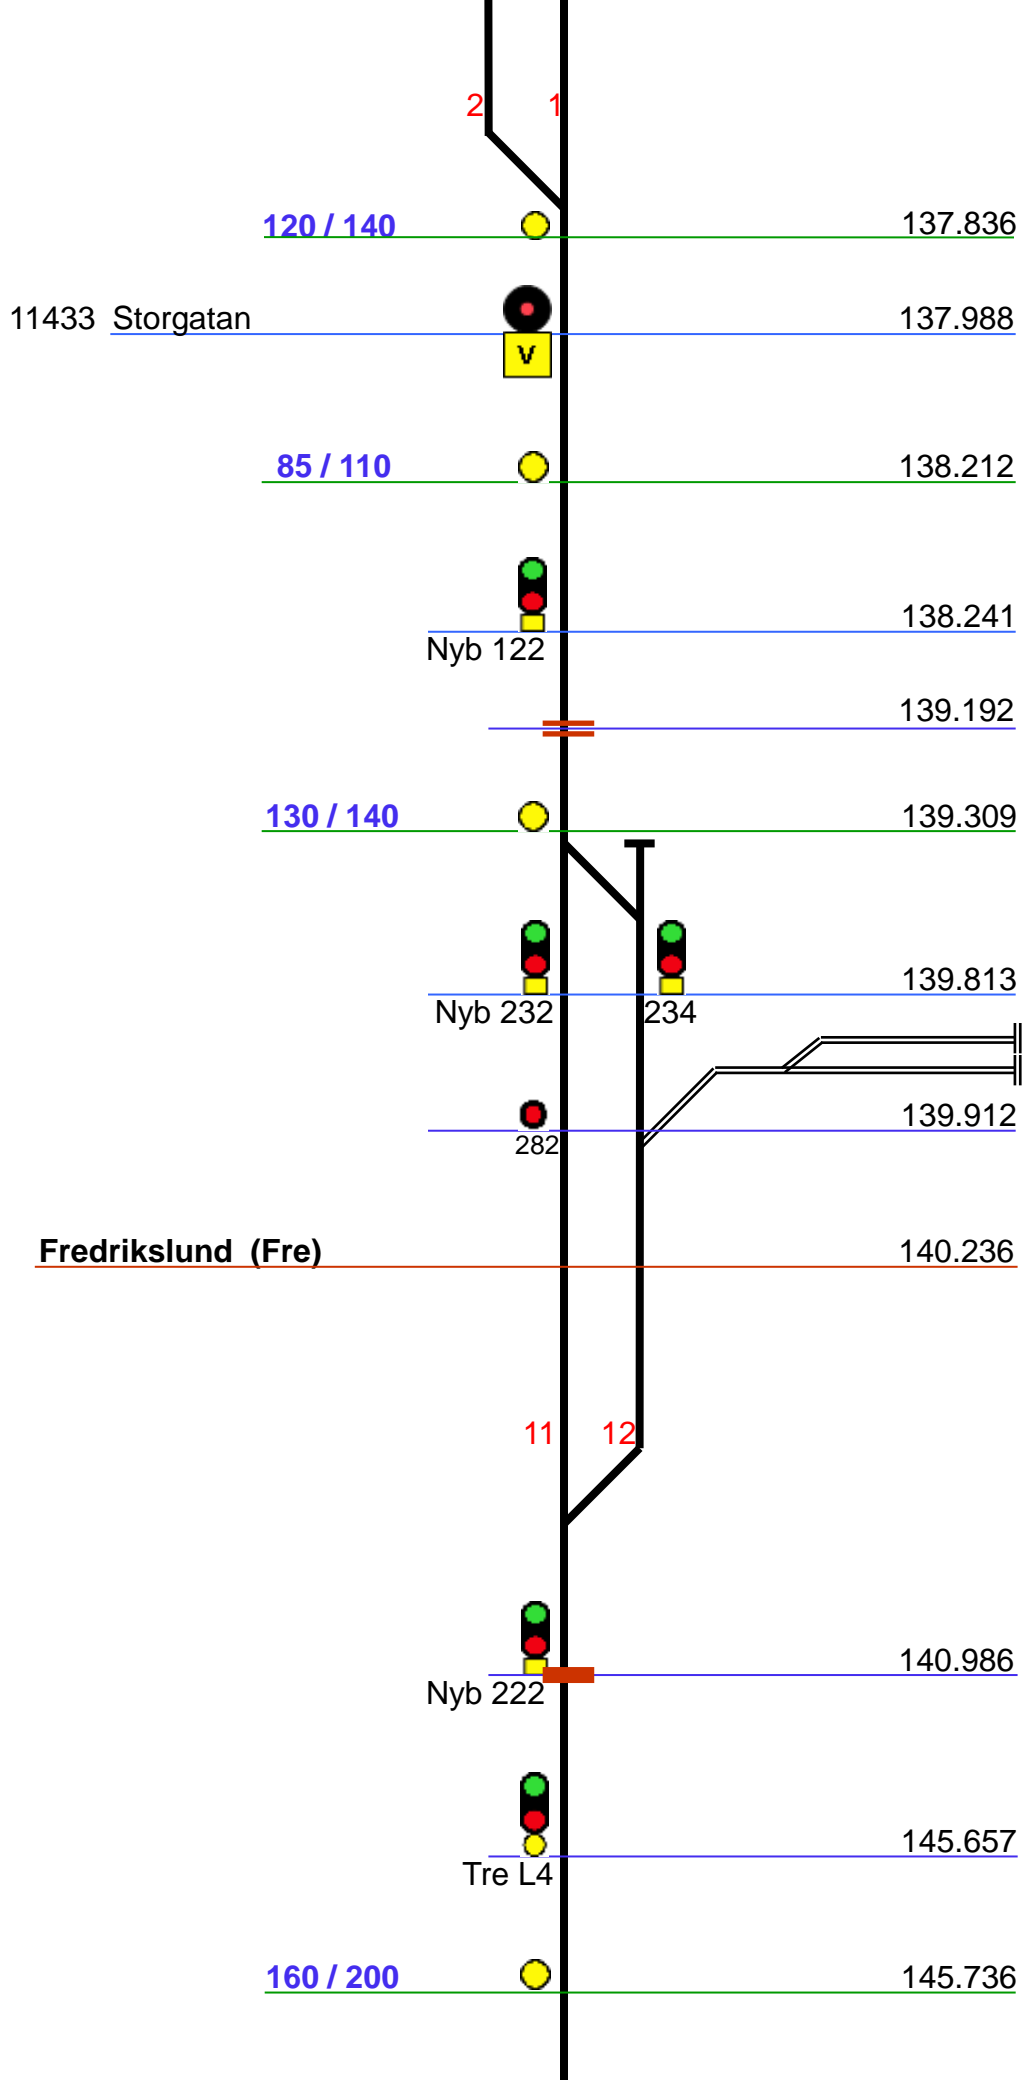 2 1
120 / 140 137.836
11433 Storgatan 137.988
V
85 / 110 138.212
138.241
Nyb 122
139.192
130 / 140 139.309
139.813
Nyb 232 234
139.912
282
Fredrikslund (Fre) 140.236
11 12
140.986
Nyb 222
145.657
Tre L4
160 / 200 145.736